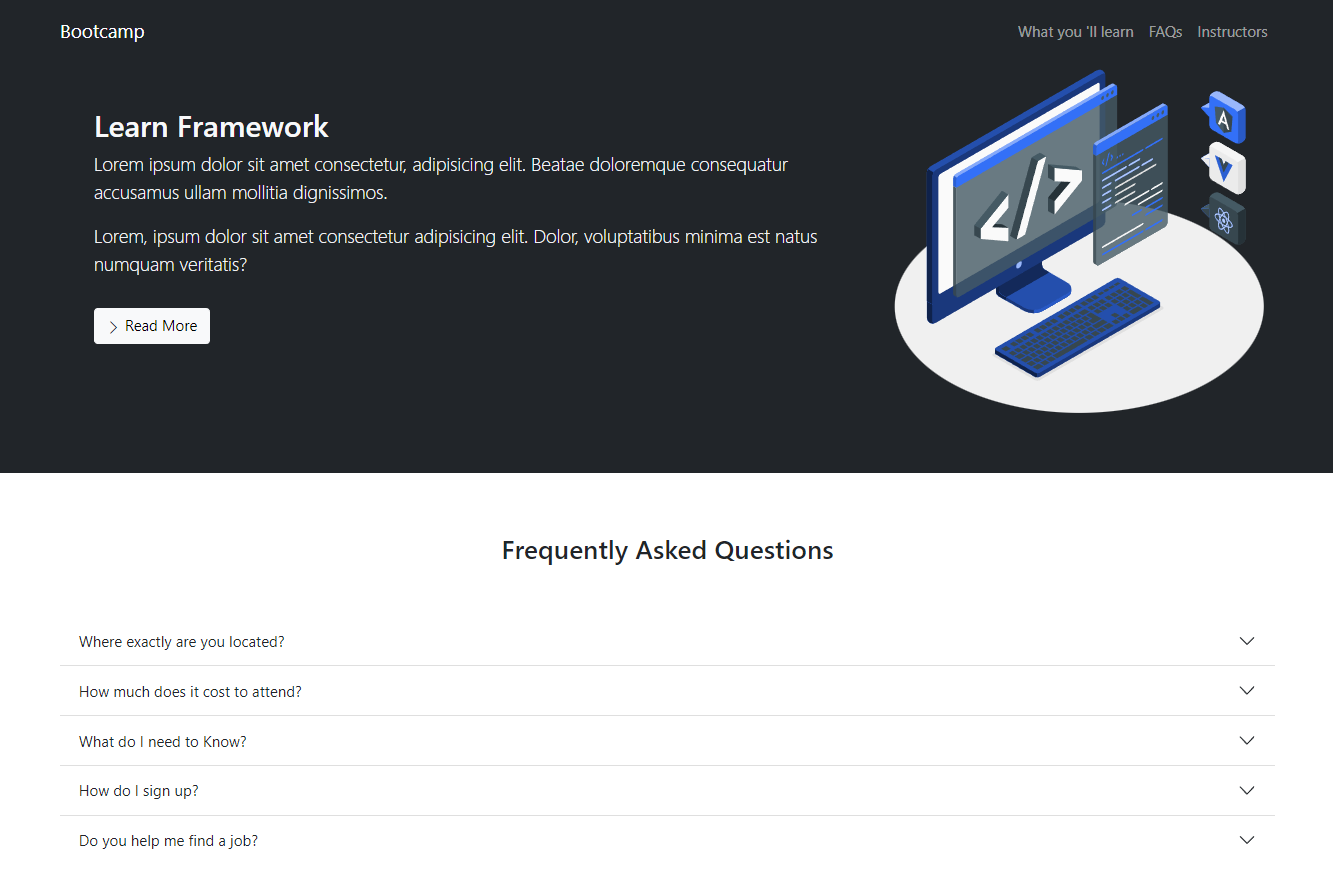 Bootcamp
What you 'll learn FAQs Instructors
Learn Framework
Lorem ipsum dolor sit amet consectetur, adipisicing elit. Beatae doloremque consequatur
accusamus ullam mollitia dignissimos.
Lorem, ipsum dolor sit amet consectetur adipisicing elit. Dolor, voluptatibus minima est natus
numquam veritatis?
Read More
</>
A
Frequently Asked Questions
Where exactly are you located?
How much does it cost to attend?
What do I need to Know?
How do I sign up?
Do you help me find a job?